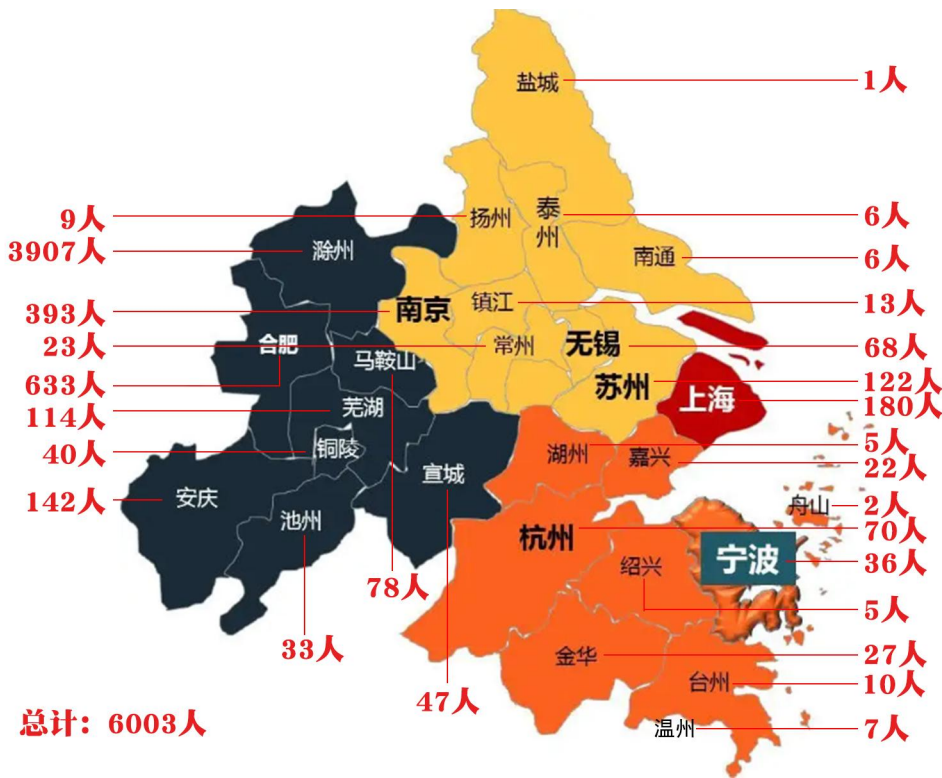 盐城
1人
9人
扬州
泰州
6人
3907人
滁州
南通
6人
393人
南京
镇江
13人
23人
合肥
常州
无锡
68人
马鞍山
633人
苏州
122人
114人
芜湖
上海
180人
40人
铜陵
湖州
5人
宣城
嘉兴
22人
142人
安庆
池州
舟山
2人
杭州
70人
宁波
36人
绍兴
78人
5人
33人
金华
27人
台州
10人
47人
总计：6003人
温州
7人